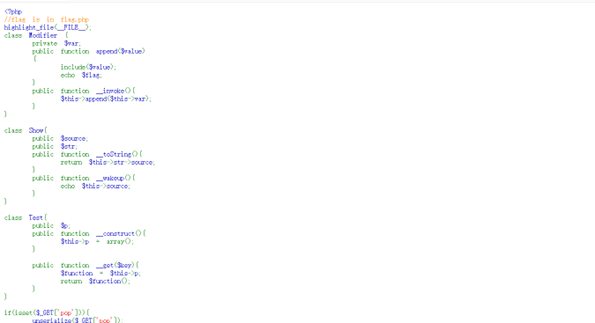 <?php
//flag is in flag.php
highlight_file(__FILE__);
class Modifier {
private $var;
public function append($value)
{
include($value);
echo $flag;
}
public function __invoke(){
$this->append($this->var);
}
}
class Show{
public $source;
public $str;
public function __toString(){
return $this->str->source;
}
public function __wakeup(){
echo $this->source;
}
}
class Test{
public $p;
public function __construct(){
$this->p = array();
}
public function __get($key){
$function = $this->p;
return $function();
}
}
if(isset($_GET['pop'])){
unserialize($_GET['pop']);